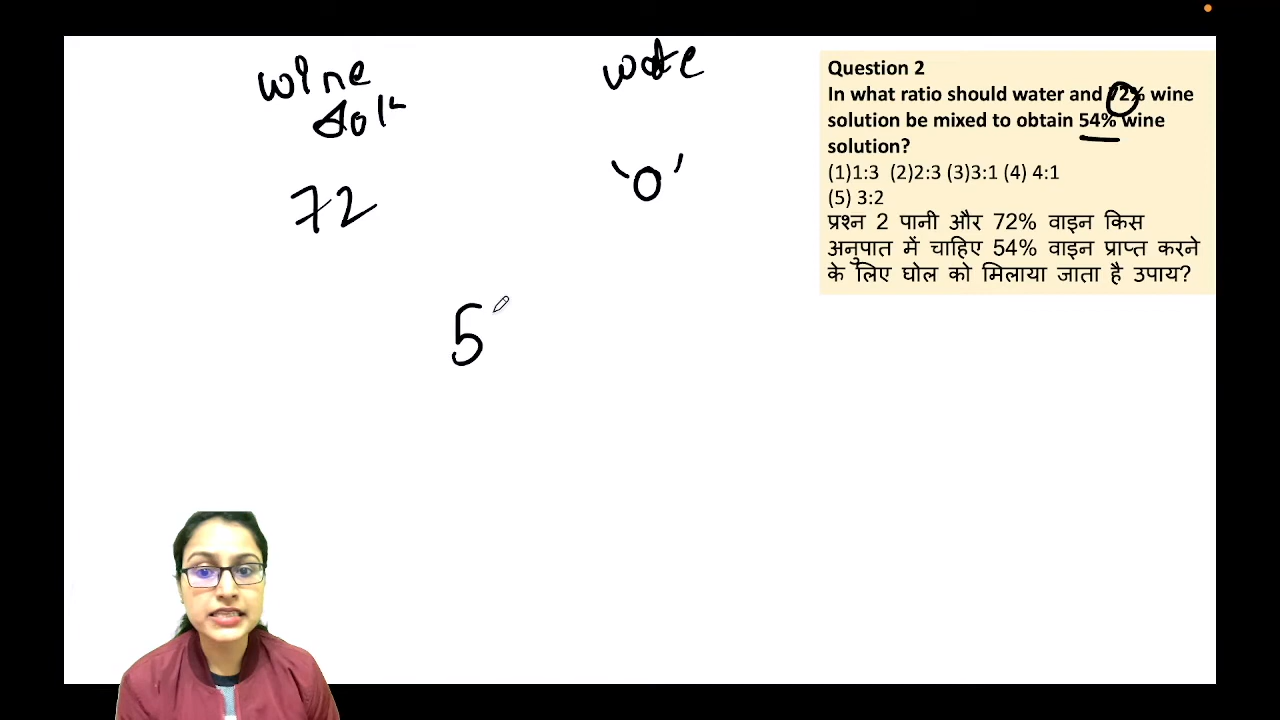 wine wate
solⁿ
72 '0'
5
Question 2
In what ratio should water and 72% wine
solution be mixed to obtain 54% wine
solution?
(1)1:3 (2)2:3 (3)3:1 (4) 4:1
(5) 3:2
प्रश्न 2 पानी और 72% वाइन किस
अनुपात में चाहिए 54% वाइन प्राप्त करने
के लिए घोल को मिलाया जाता है उपाय?